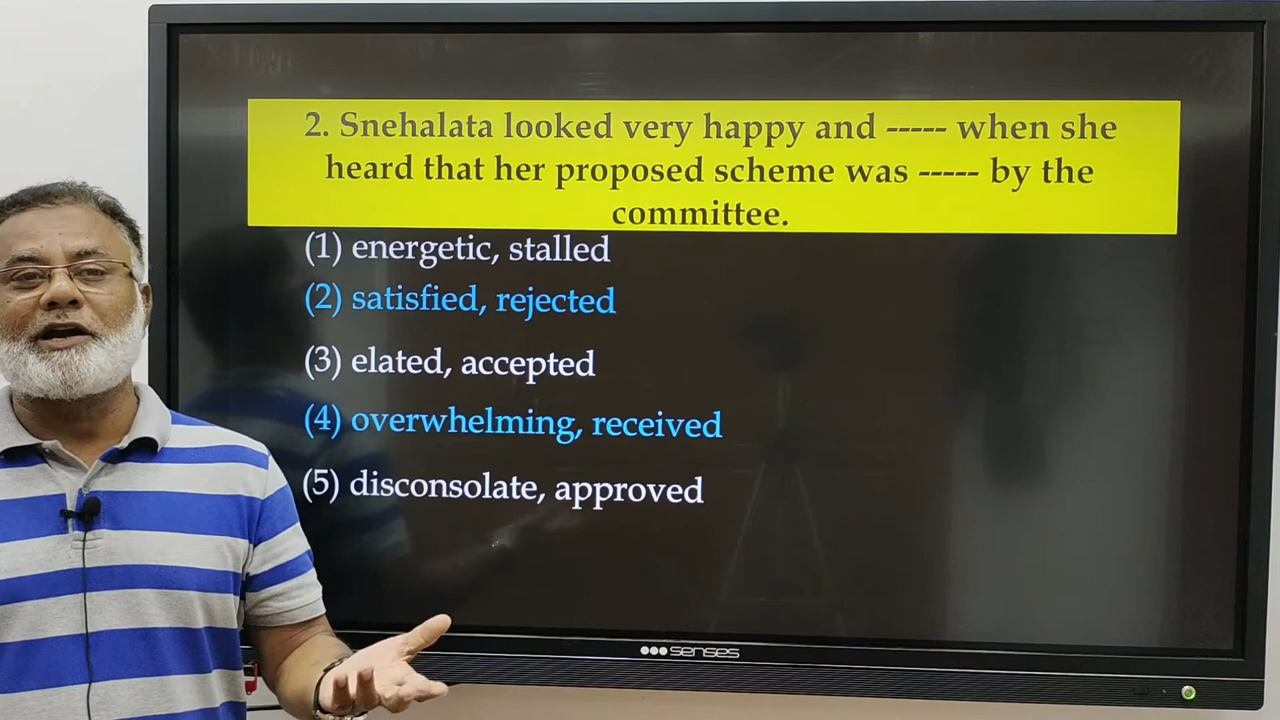 2. Snehalata looked very happy and ----- when she
heard that her proposed scheme was ----- by the
committee.
(1) energetic, stalled
(2) satisfied, rejected
(3) elated, accepted
(4) overwhelming, received
(5) disconsolate, approved
senses